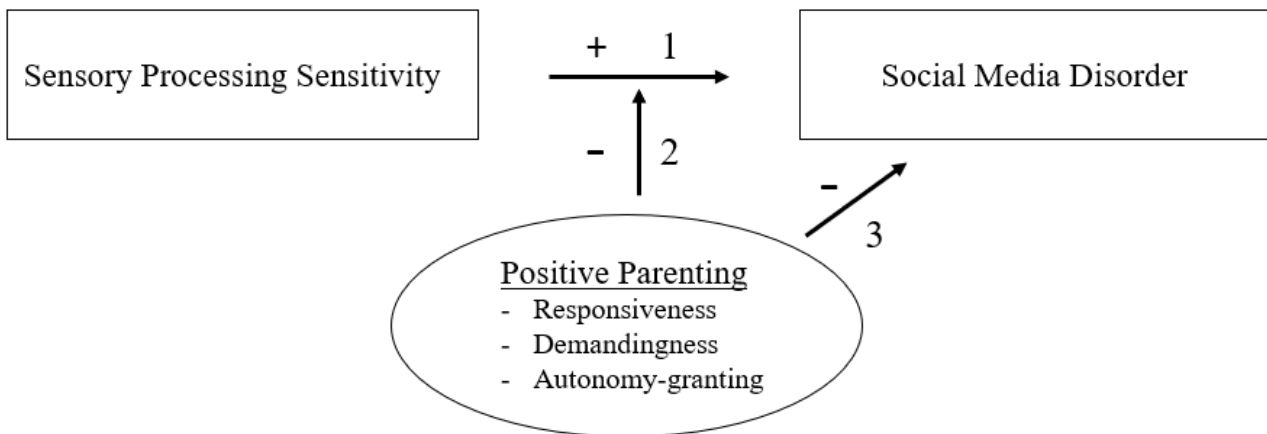 Sensory Processing Sensitivity
+ 1
Social Media Disorder
- 2
- 3
Positive Parenting
- Responsiveness
- Demandingness
- Autonomy-granting